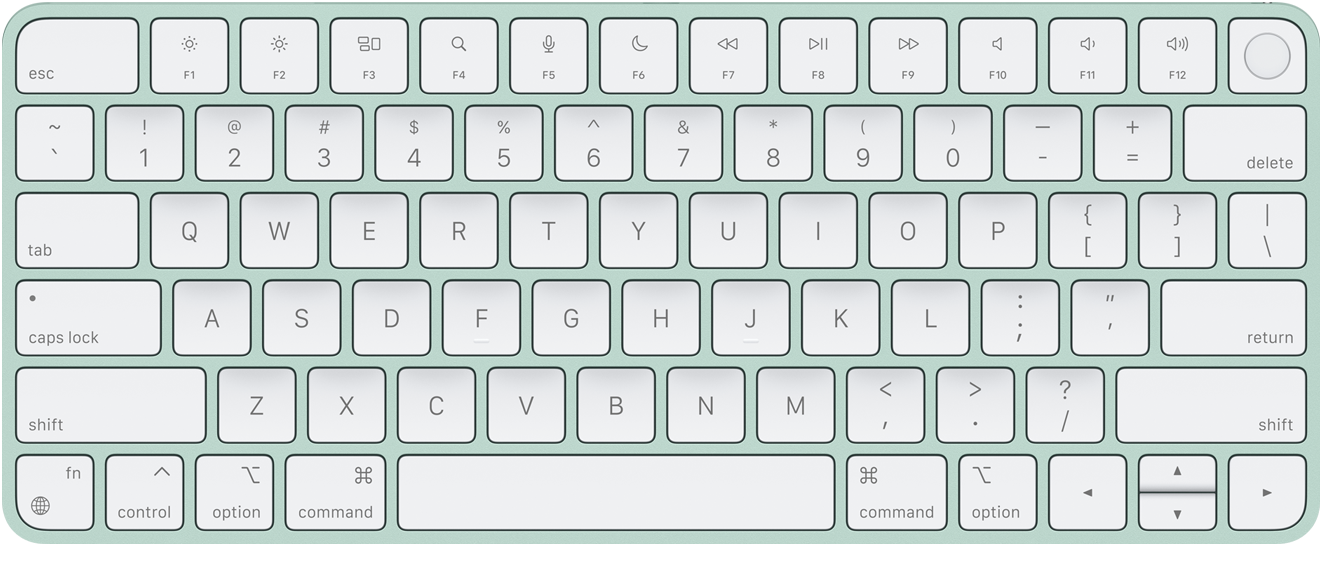 esc F1 F2 F3 F4 F5 F6 F7 F8 F9 F10 F11 F12
~ ! @ # $ % ^ & * ( ) — +
` 1 2 3 4 5 6 7 8 9 0 - = delete
tab Q W E R T Y U I O P { [ } ] | \
caps lock A S D F G H J K L : ; " ' return
shift Z X C V B N M < , > . ? / shift
fn ^ ⌥ ⌘ ⌘ ⌥ ◀ ▲ ▶
control option command command option ▼